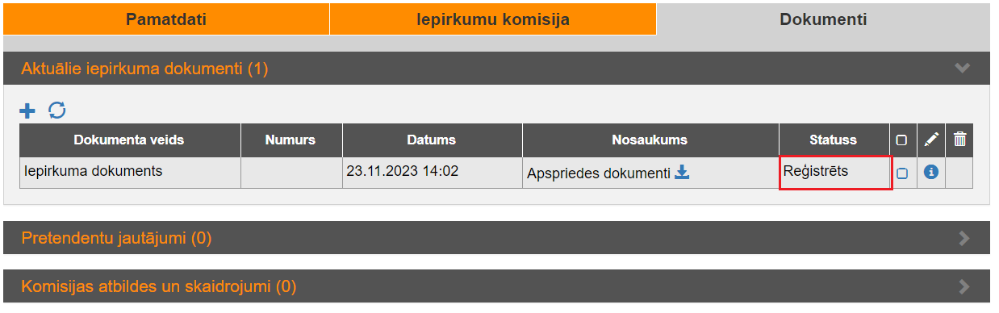 Pamatdati Iepirkumu komisija Dokumenti
Aktuālie iepirkuma dokumenti (1)
Dokumenta veids Numurs Datums Nosaukums Statuss
Iepirkuma dokuments 23.11.2023 14:02 Apspriedes dokumenti Reģistrēts
Pretendentu jautājumi (0)
Komisijas atbildes un skaidrojumi (0)